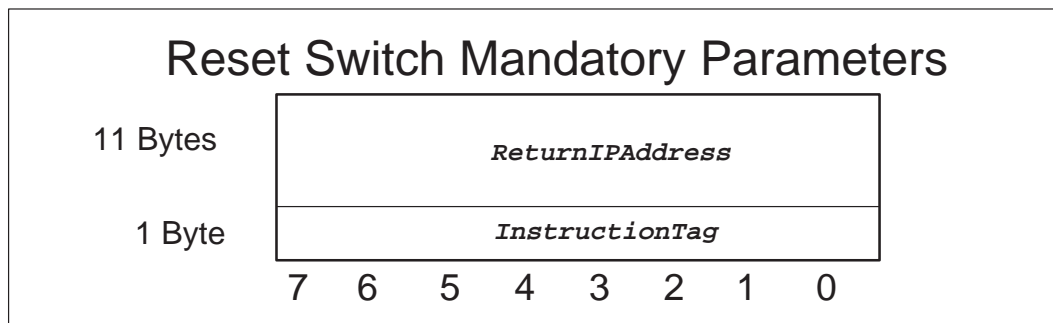 Reset Switch Mandatory Parameters
11 Bytes ReturnIPAddress
1 Byte InstructionTag
7 6 5 4 3 2 1 0